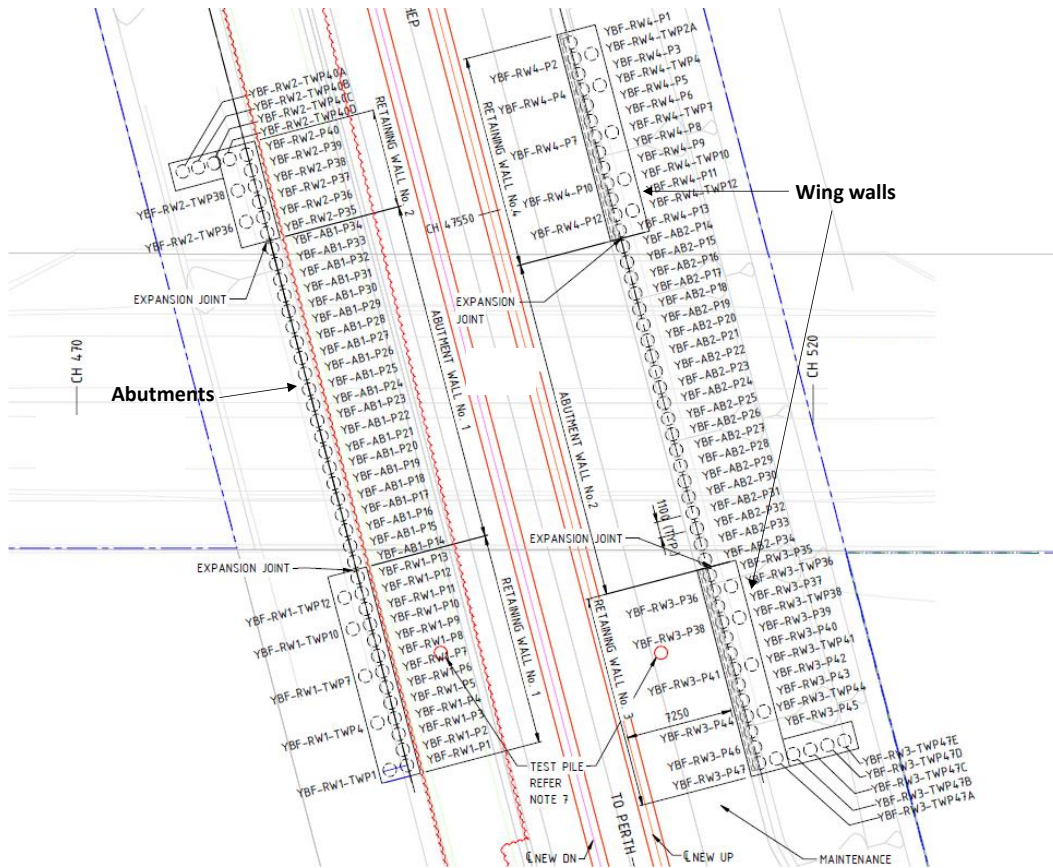 HEP
YBF-RW2-TWP40A
YBF-RW2-TWP40B
YBF-RW2-TWP40C
YBF-RW2-TWP40D
YBF-RW2-P40
YBF-RW2-P39
YBF-RW2-P38
YBF-RW2-P37
YBF-RW2-P36
YBF-RW2-P35
YBF-RW2-TWP38
YBF-RW2-TWP36
RETAINING WALL No. 2
EXPANSION JOINT
YBF-AB1-P34
YBF-AB1-P33
YBF-AB1-P32
YBF-AB1-P31
YBF-AB1-P30
YBF-AB1-P29
YBF-AB1-P28
YBF-AB1-P27
YBF-AB1-P26
YBF-AB1-P25
YBF-AB1-P24
YBF-AB1-P23
YBF-AB1-P22
YBF-AB1-P21
YBF-AB1-P20
YBF-AB1-P19
YBF-AB1-P18
YBF-AB1-P17
YBF-AB1-P16
YBF-AB1-P15
YBF-AB1-P14
ABUTMENT WALL No. 1
CH 470
Abutments
EXPANSION JOINT
YBF-RW1-P13
YBF-RW1-P12
YBF-RW1-P11
YBF-RW1-P10
YBF-RW1-P9
YBF-RW1-P8
YBF-RW1-P7
YBF-RW1-P6
YBF-RW1-P5
YBF-RW1-P4
YBF-RW1-P3
YBF-RW1-P2
YBF-RW1-P1
YBF-RW1-TWP12
YBF-RW1-TWP10
YBF-RW1-TWP7
YBF-RW1-TWP4
YBF-RW1-TWP1
RETAINING WALL No. 1
TEST PILE
REFER
NOTE 7
YBF-RW4-P1
YBF-RW4-TWP2A
YBF-RW4-P3
YBF-RW4-TWP4
YBF-RW4-P5
YBF-RW4-P6
YBF-RW4-TWP7
YBF-RW4-P8
YBF-RW4-P9
YBF-RW4-TWP10
YBF-RW4-P11
YBF-RW4-TWP12
YBF-RW4-P13
YBF-RW4-P2
YBF-RW4-P4
YBF-RW4-P7
YBF-RW4-P10
YBF-RW4-P12
RETAINING WALL No.4
CH 47550
Wing walls
EXPANSION
JOINT
YBF-AB2-P14
YBF-AB2-P15
YBF-AB2-P16
YBF-AB2-P17
YBF-AB2-P18
YBF-AB2-P19
YBF-AB2-P20
YBF-AB2-P21
YBF-AB2-P22
YBF-AB2-P23
YBF-AB2-P24
YBF-AB2-P25
YBF-AB2-P26
YBF-AB2-P27
YBF-AB2-P28
YBF-AB2-P29
YBF-AB2-P30
YBF-AB2-P31
YBF-AB2-P32
YBF-AB2-P33
YBF-AB2-P34
ABUTMENT WALL No.2
CH 520
1100 (TYP)
EXPANSION JOINT
YBF-RW3-P35
YBF-RW3-TWP36
YBF-RW3-P37
YBF-RW3-TWP38
YBF-RW3-P39
YBF-RW3-P40
YBF-RW3-TWP41
YBF-RW3-P42
YBF-RW3-P43
YBF-RW3-TWP44
YBF-RW3-P45
YBF-RW3-P36
YBF-RW3-P38
YBF-RW3-P41
YBF-RW3-P44
YBF-RW3-P46
YBF-RW3-P47
7250
RETAINING WALL No. 3
YBF-RW3-TWP47E
YBF-RW3-TWP47D
YBF-RW3-TWP47C
YBF-RW3-TWP47B
YBF-RW3-TWP47A
TO PERTH
NEW DN
NEW UP
MAINTENANCE